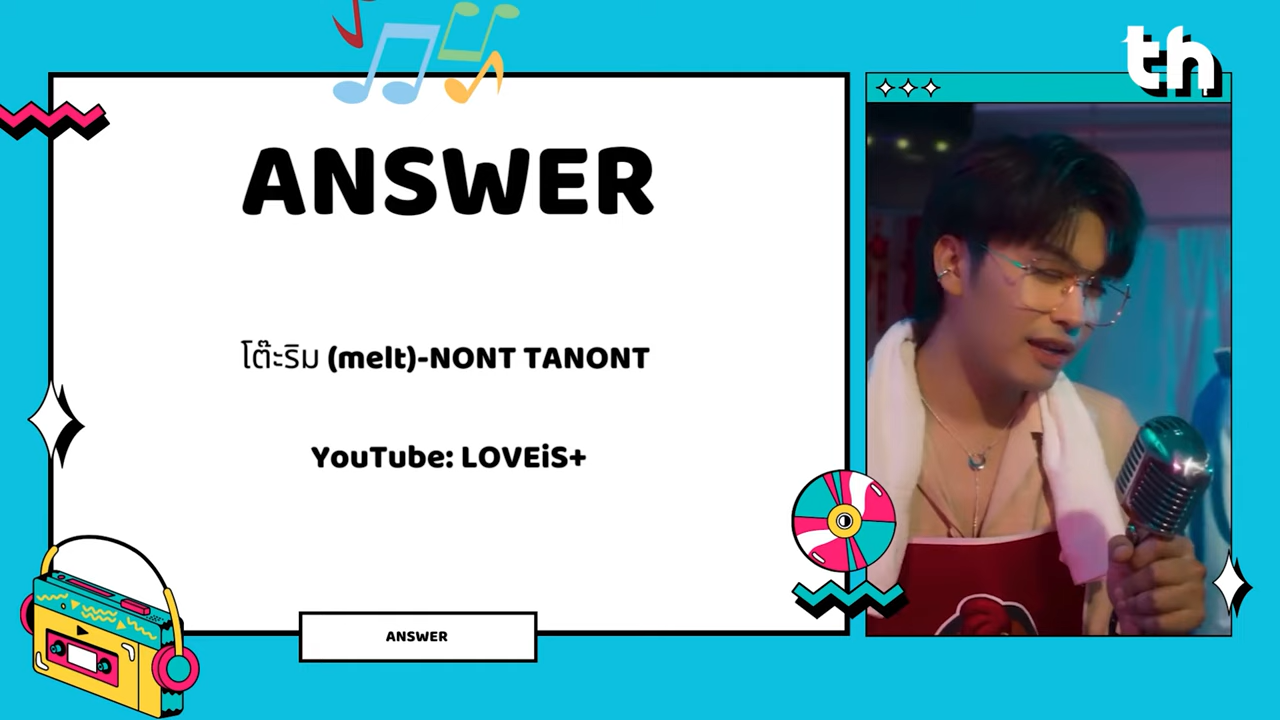 th
ANSWER
โต๊ะริม (melt)-NONT TANONT
YouTube: LOVEiS+
ANSWER